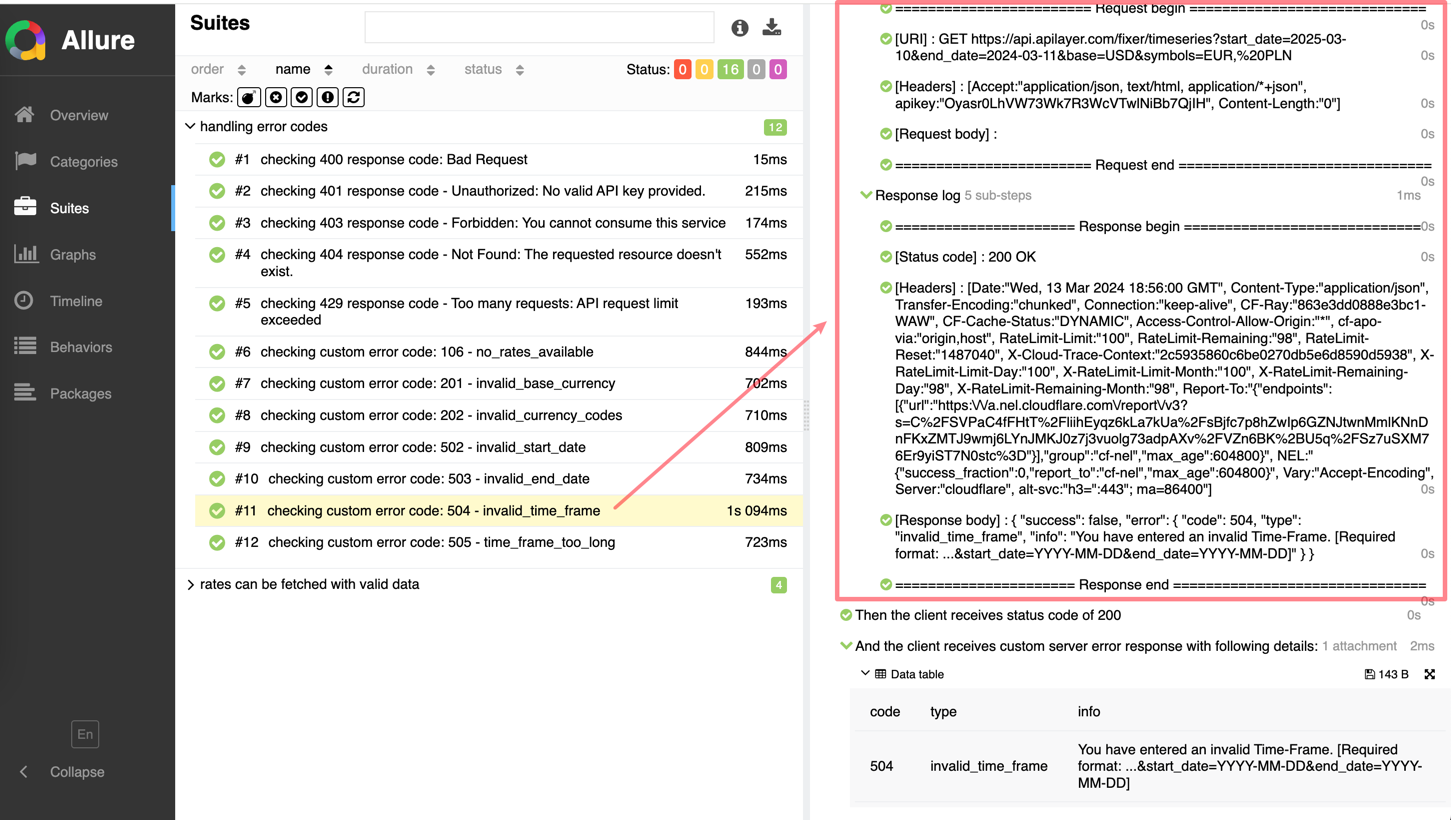 Allure
Overview
Categories
Suites
Graphs
Timeline
Behaviors
Packages
En
Collapse
Suites
order name duration status Status: 0 0 16 0 0
Marks:
handling error codes 12
#1 checking 400 response code: Bad Request 15ms
#2 checking 401 response code - Unauthorized: No valid API key provided. 215ms
#3 checking 403 response code - Forbidden: You cannot consume this service 174ms
#4 checking 404 response code - Not Found: The requested resource doesn't 552ms
exist.
#5 checking 429 response code - Too many requests: API request limit 193ms
exceeded
#6 checking custom error code: 106 - no_rates_available 844ms
#7 checking custom error code: 201 - invalid_base_currency 702ms
#8 checking custom error code: 202 - invalid_currency_codes 710ms
#9 checking custom error code: 502 - invalid_start_date 809ms
#10 checking custom error code: 503 - invalid_end_date 734ms
#11 checking custom error code: 504 - invalid_time_frame 1s 094ms
#12 checking custom error code: 505 - time_frame_too_long 723ms
rates can be fetched with valid data 4
======================== Request begin =============================
0s
[URI] : GET https://api.apilayer.com/fixer/timeseries?start_date=2025-03-
10&end_date=2024-03-11&base=USD&symbols=EUR,%20PLN 0s
[Headers] : [Accept:"application/json, text/html, application/*+json",
apikey:"Oyasr0LhVW73Wk7R3WcVTwlNiBb7QjIH", Content-Length:"0"] 0s
[Request body] : 0s
======================== Request end ===============================
0s
Response log 5 sub-steps 1ms
====================== Response begin ============================= 0s
[Status code] : 200 OK 0s
[Headers] : [Date:"Wed, 13 Mar 2024 18:56:00 GMT", Content-Type:"application/json",
Transfer-Encoding:"chunked", Connection:"keep-alive", CF-Ray:"863e3dd0888e3bc1-
WAW", CF-Cache-Status:"DYNAMIC", Access-Control-Allow-Origin:"*", cf-apo-
via:"origin,host", RateLimit-Limit:"100", RateLimit-Remaining:"98", RateLimit-
Reset:"1487040", X-Cloud-Trace-Context:"2c5935860c6be0270db5e6d8590d5938", X-
RateLimit-Limit-Day:"100", X-RateLimit-Limit-Month:"100", X-RateLimit-Remaining-
Day:"98", X-RateLimit-Remaining-Month:"98", Report-To:"{"endpoints":
[{"url":"https:\/\/a.nel.cloudflare.com\/report\/v3?
s=C%2FSVPaC4fFHtT%2FIiihEyqz6kLa7kUa%2FsBjfc7p8hZwIp6GZNJtwnMmlKNnD
nFKxZMTJ9wmj6LYnJMKJ0z7j3vuolg73adpAXv%2FVZn6BK%2BU5q%2FSz7uSXM7
6Er9yiST7N0stc%3D"}],"group":"cf-nel","max_age":604800}", NEL:"
{"success_fraction":0,"report_to":"cf-nel","max_age":604800}", Vary:"Accept-Encoding",
Server:"cloudflare", alt-svc:"h3=":443"; ma=86400"] 0s
[Response body] : { "success": false, "error": { "code": 504, "type":
"invalid_time_frame", "info": "You have entered an invalid Time-Frame. [Required
format: ...&start_date=YYYY-MM-DD&end_date=YYYY-MM-DD]" } } 0s
====================== Response end ===============================
0s
Then the client receives status code of 200 0s
And the client receives custom server error response with following details: 1 attachment 2ms
Data table 143 B
code type info
You have entered an invalid Time-Frame. [Required
504 invalid_time_frame format: ...&start_date=YYYY-MM-DD&end_date=YYYY-
MM-DD]